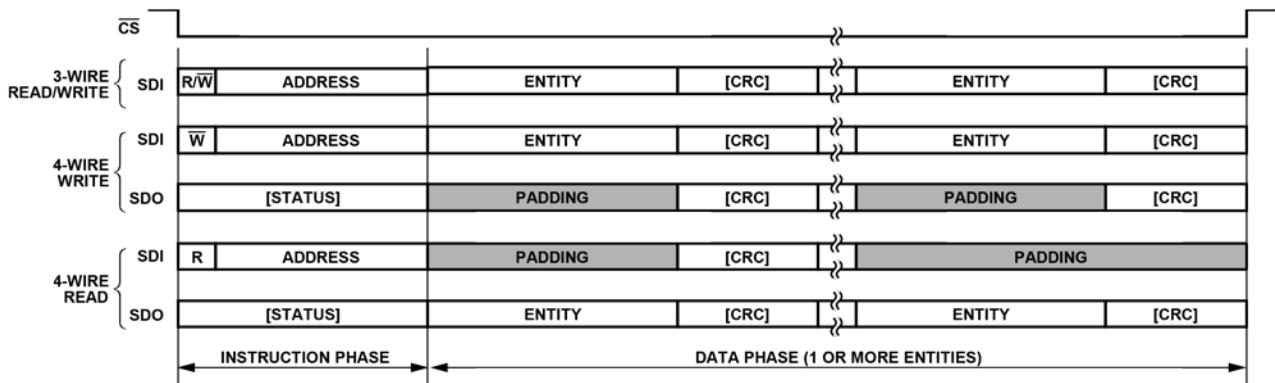 CS
3-WIRE
READ/WRITE
SDI R/W ADDRESS ENTITY [CRC] ENTITY [CRC]
4-WIRE
WRITE
SDI W ADDRESS ENTITY [CRC] ENTITY [CRC]
SDO [STATUS] PADDING [CRC] PADDING [CRC]
4-WIRE
READ
SDI R ADDRESS PADDING [CRC] PADDING
SDO [STATUS] ENTITY [CRC] ENTITY [CRC]
INSTRUCTION PHASE DATA PHASE (1 OR MORE ENTITIES)